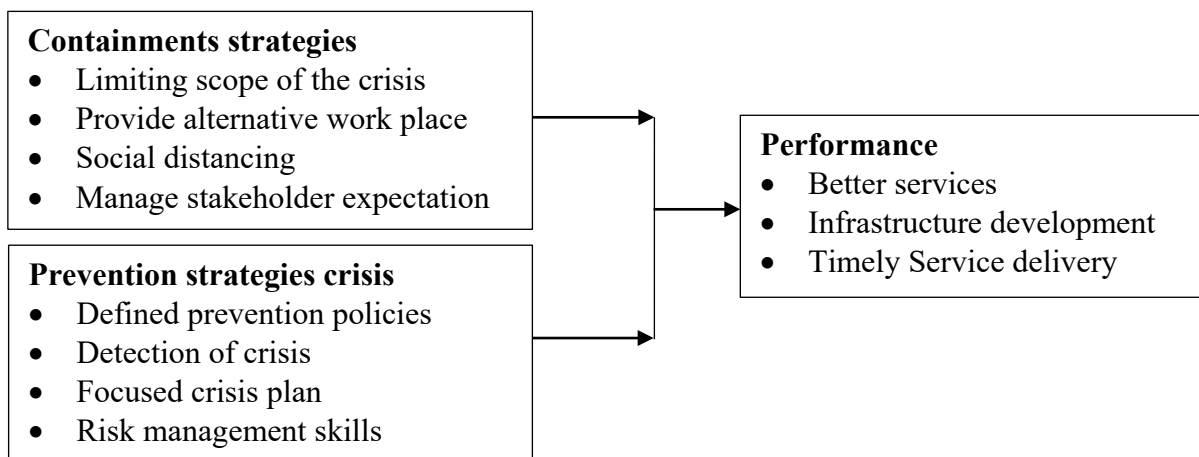 Containments strategies
• Limiting scope of the crisis
• Provide alternative work place
• Social distancing
• Manage stakeholder expectation
Prevention strategies crisis
• Defined prevention policies
• Detection of crisis
• Focused crisis plan
• Risk management skills
Performance
• Better services
• Infrastructure development
• Timely Service delivery